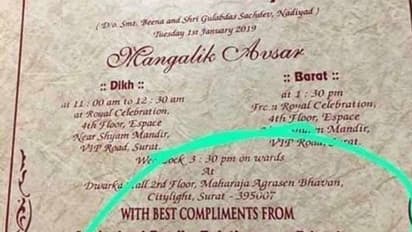 ( D/o. Smt. Beena and Shri Gulabdas Sachdev, Nadiyad )
Tuesday 1st January 2019
Mangalik Avsar
:: Dikh ::
at 11 : 00 am to 12 : 30 am
at Royal Celebration,
4th Floor, Espace
Near Shyam Mandir,
VIP Road, Surat.
:: Barat ::
at 1 : 30 pm
From Royal Celebration,
4th Floor, Espace
Mandir,
VIP Road, Surat.
3 : 30 pm on wards
At
2nd Floor, Maharaja Agrasen Bhavan,
Citylight, Surat - 395007
WITH BEST COMPLIMENTS FROM